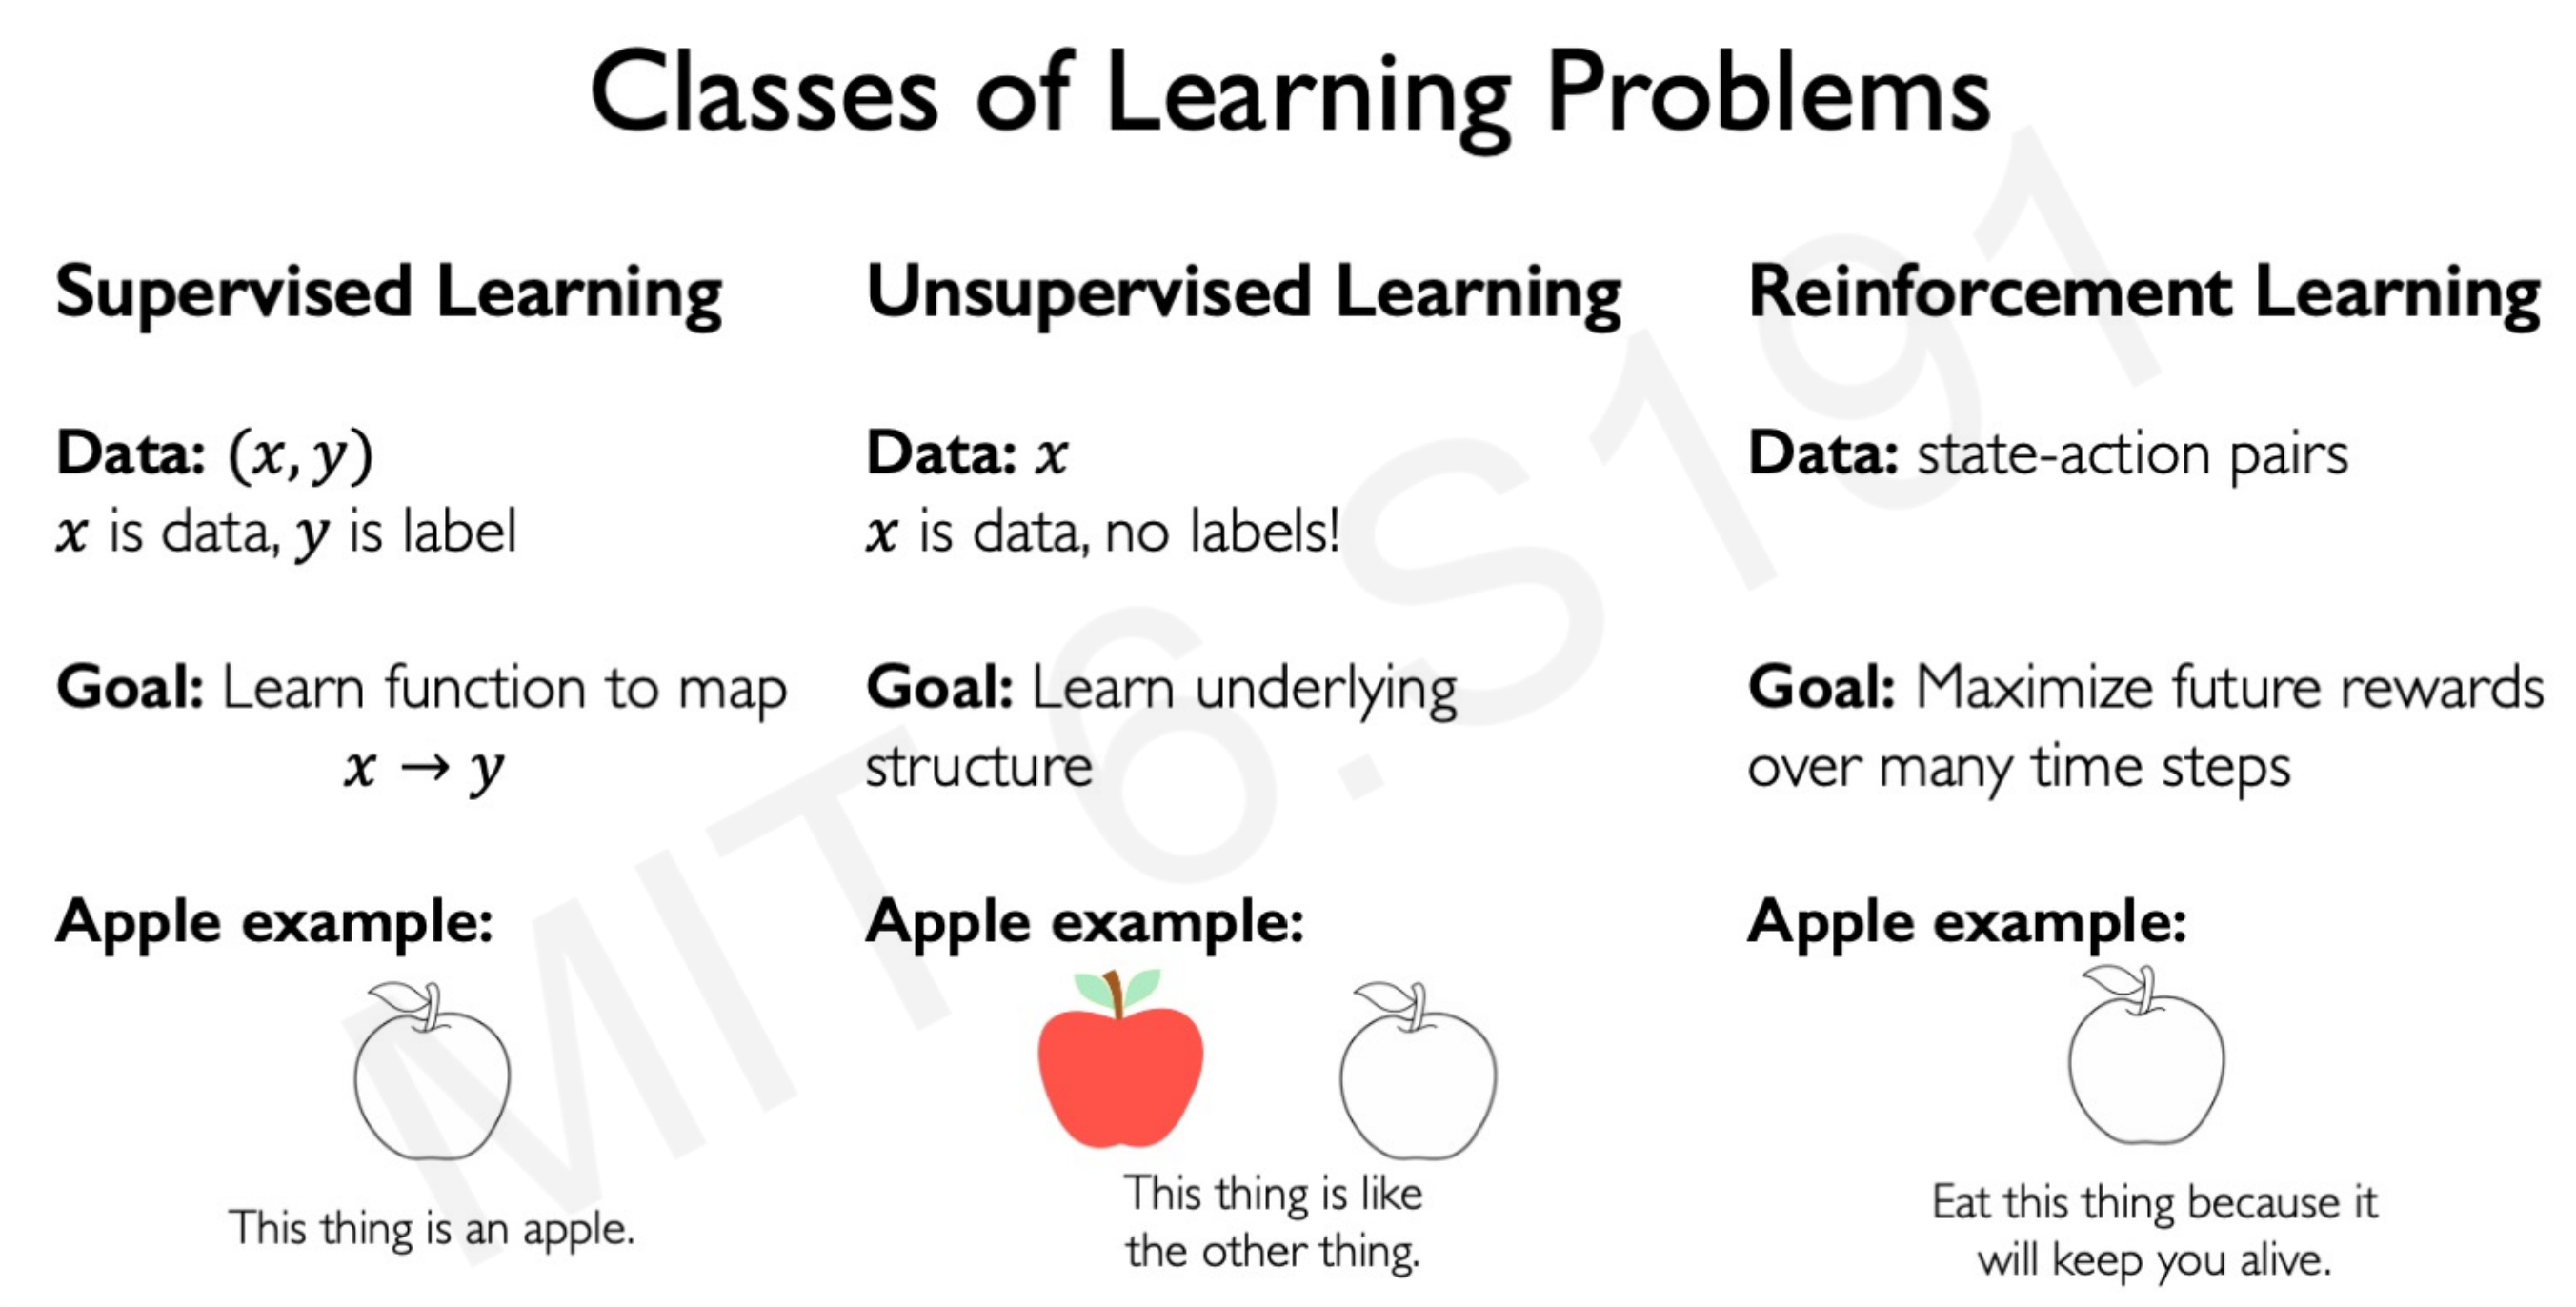 Classes of Learning Problems
Supervised Learning
Data: (x, y)
x is data, y is label
Goal: Learn function to map
x → y
Apple example:
This thing is an apple.
Unsupervised Learning
Data: x
x is data, no labels!
Goal: Learn underlying
structure
Apple example:
This thing is like
the other thing.
Reinforcement Learning
Data: state-action pairs
Goal: Maximize future rewards
over many time steps
Apple example:
Eat this thing because it
will keep you alive.
MIT 6.S191